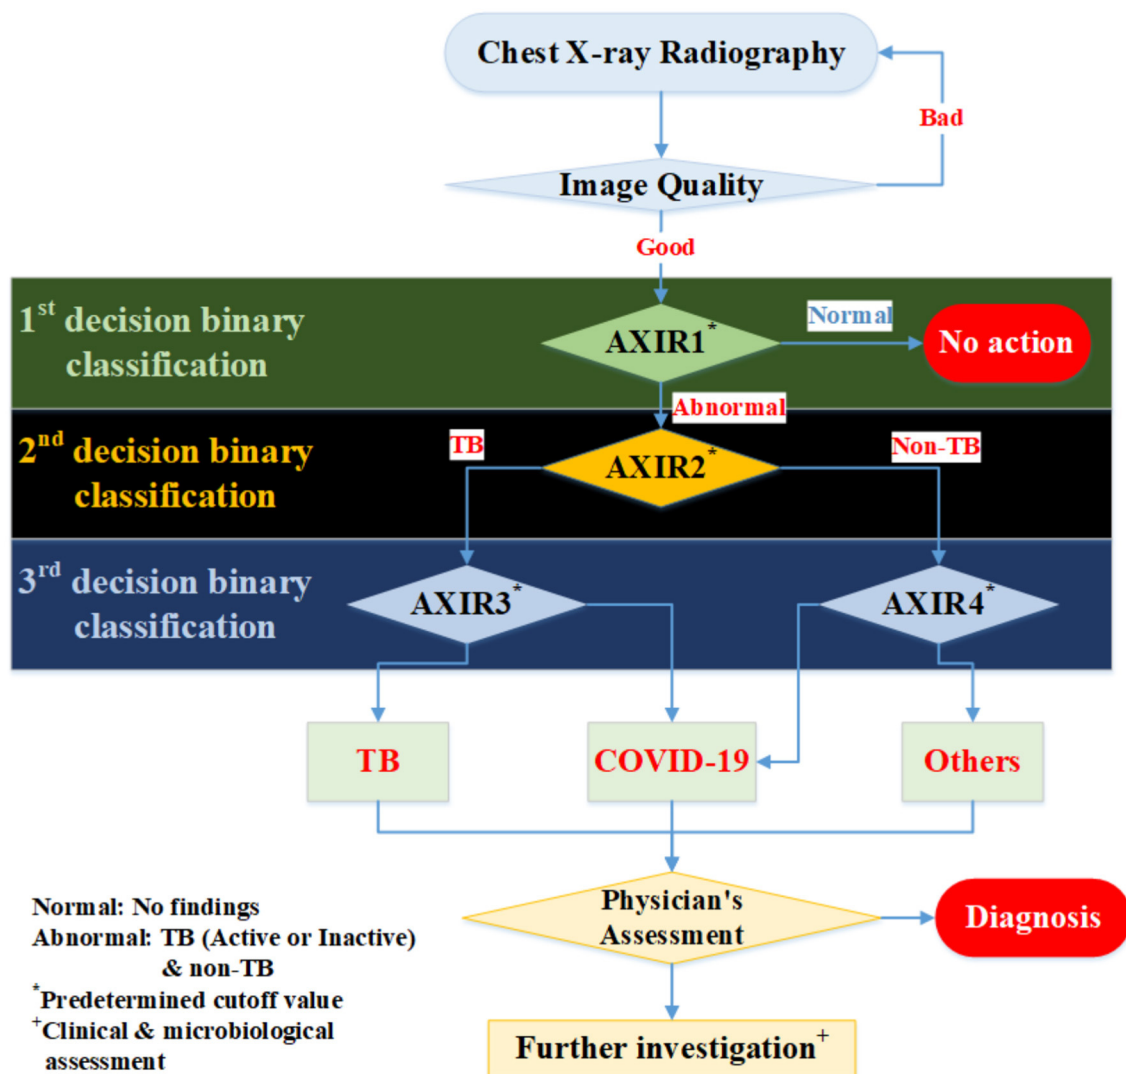 Chest X-ray Radiography
Bad
Image Quality
Good
1st decision binary
classification
AXIR1*
Normal
No action
Abnormal
2nd decision binary
classification
TB
AXIR2*
Non-TB
3rd decision binary
classification
AXIR3*
AXIR4*
TB
COVID-19
Others
Physician's
Assessment
Diagnosis
Further investigation+
Normal: No findings
Abnormal: TB (Active or Inactive)
& non-TB
*Predetermined cutoff value
+Clinical & microbiological
assessment